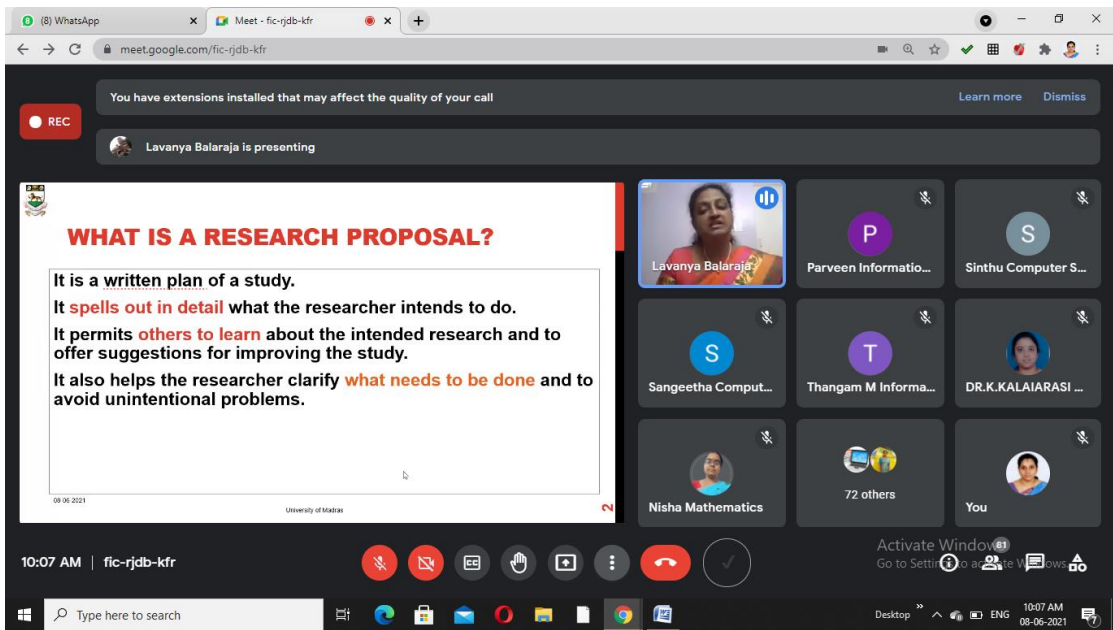 (8) WhatsApp
Meet - fic-rjdb-kfr
meet.google.com/fic-rjdb-kfr
You have extensions installed that may affect the quality of your call
Learn more
Dismiss
REC
Lavanya Balaraja is presenting
WHAT IS A RESEARCH PROPOSAL?
It is a written plan of a study.
It spells out in detail what the researcher intends to do.
It permits others to learn about the intended research and to
offer suggestions for improving the study.
It also helps the researcher clarify what needs to be done and to
avoid unintentional problems.
08 06 2021
University of Madras
2
Lavanya Balaraja
P
Parveen Informatio...
S
Sinthu Computer S...
S
Sangeetha Comput...
T
Thangam M Informa...
DR.K.KALAIARASI ...
Nisha Mathematics
72 others
You
10:07 AM | fic-rjdb-kfr
CC
Activate Windows
81
Go to Settin
Windows.
Type here to search
Desktop
ENG
10:07 AM
08-06-2021
7